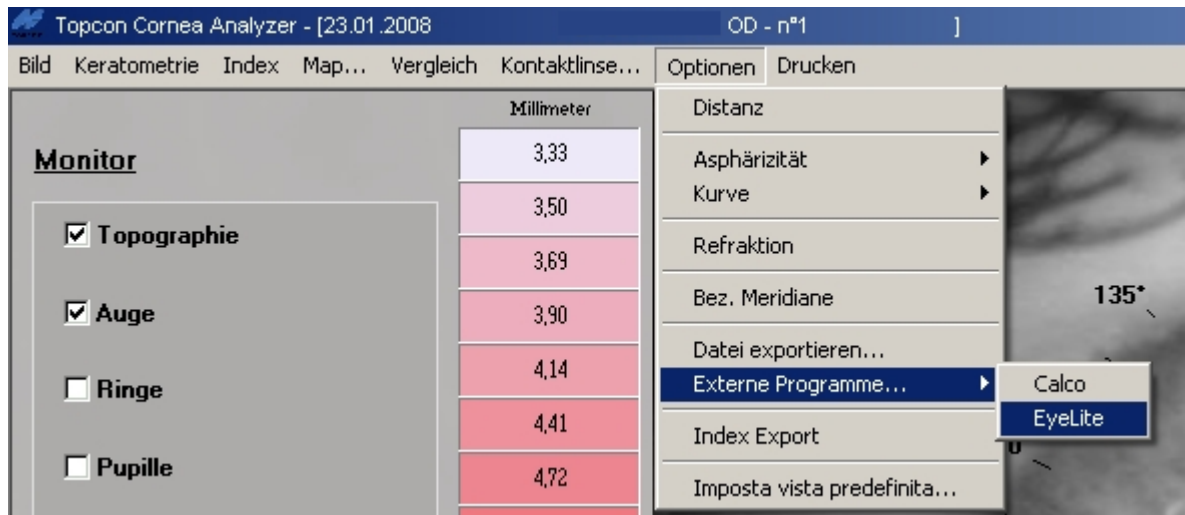 Topcon Cornea Analyzer - [23.01.2008 OD - n°1 ]
Bild Keratometrie Index Map... Vergleich Kontaktlinse... Optionen Drucken
Monitor
Topographie
Auge
Ringe
Pupille
Millimeter
3,33
3,50
3,69
3,90
4,14
4,41
4,72
Distanz
Asphärizität
Kurve
Refraktion
Bez. Meridiane
Datei exportieren...
Externe Programme...
Index Export
Imposta vista predefinita...
Calco
EyeLite
135°